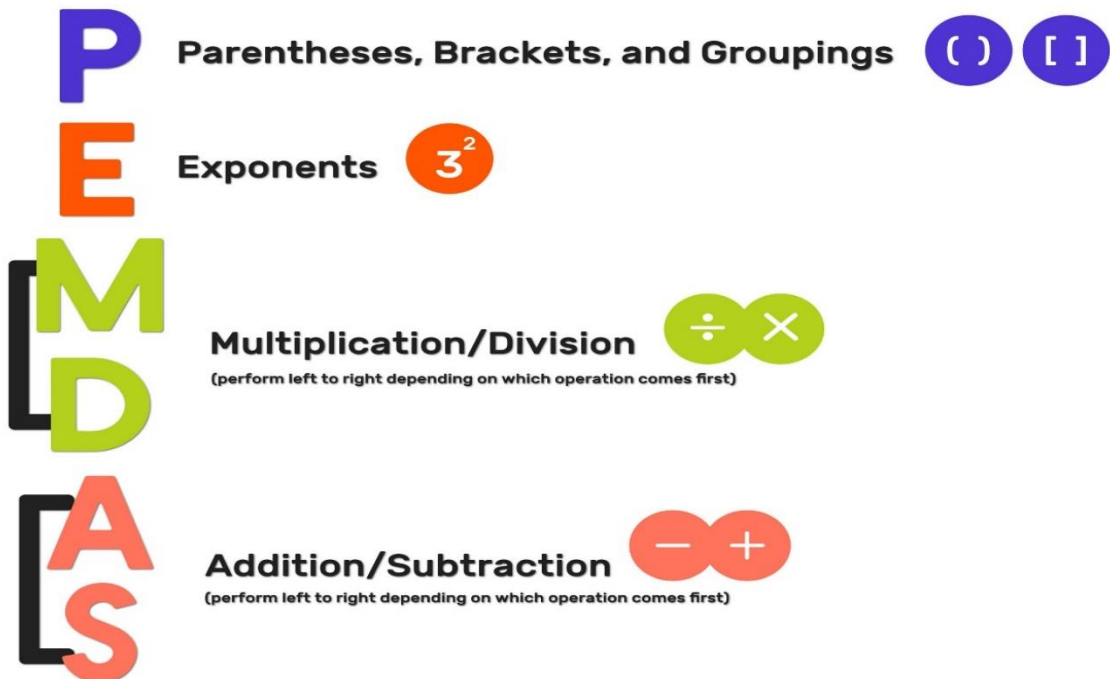 P Parentheses, Brackets, and Groupings ( ) [ ]
E Exponents 3²
M
Multiplication/Division ÷ ×
(perform left to right depending on which operation comes first)
D
A
Addition/Subtraction − +
(perform left to right depending on which operation comes first)
S